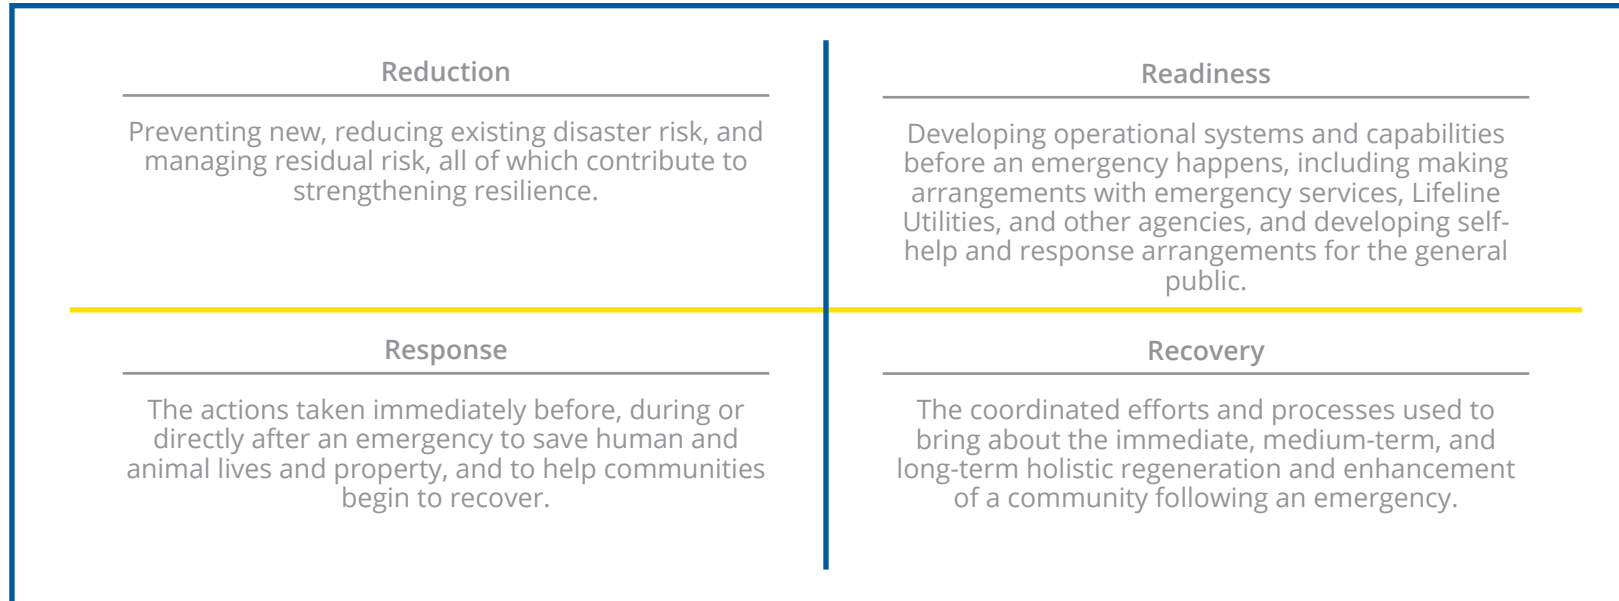 Reduction
Preventing new, reducing existing disaster risk, and
managing residual risk, all of which contribute to
strengthening resilience.
Readiness
Developing operational systems and capabilities
before an emergency happens, including making
arrangements with emergency services, Lifeline
Utilities, and other agencies, and developing self-
help and response arrangements for the general
public.
Response
The actions taken immediately before, during or
directly after an emergency to save human and
animal lives and property, and to help communities
begin to recover.
Recovery
The coordinated efforts and processes used to
bring about the immediate, medium-term, and
long-term holistic regeneration and enhancement
of a community following an emergency.